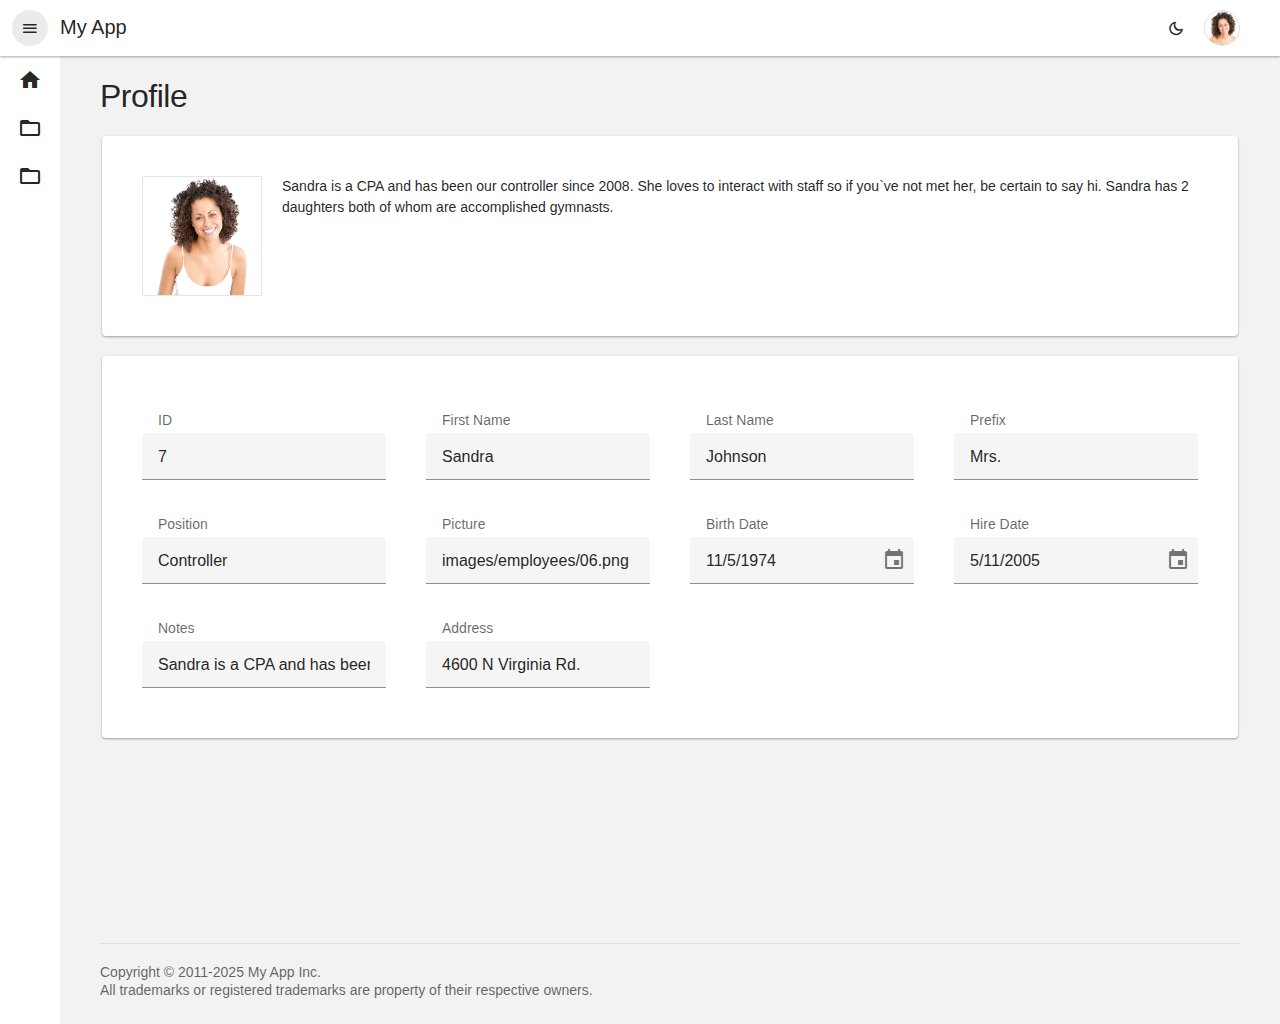 My App
Profile
Sandra is a CPA and has been our controller since 2008. She loves to interact with staff so if you`ve not met her, be certain to say hi. Sandra has 2
daughters both of whom are accomplished gymnasts.
ID
First Name
Last Name
Prefix
7
Sandra
Johnson
Mrs.
Position
Picture
Birth Date
Hire Date
Controller
images/employees/06.png
11/5/1974
5/11/2005
Notes
Address
Sandra is a CPA and has been
4600 N Virginia Rd.
Copyright © 2011-2025 My App Inc.
All trademarks or registered trademarks are property of their respective owners.